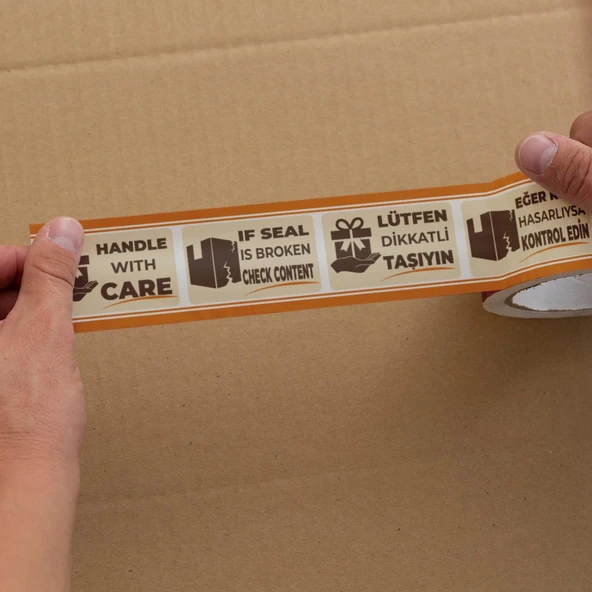 HANDLE
WITH
CARE
IF SEAL
IS BROKEN
CHECK CONTENT
LÜTFEN
DİKKATLİ
TAŞIYIN
EĞER
HASARLIYSA
KONTROL EDİN